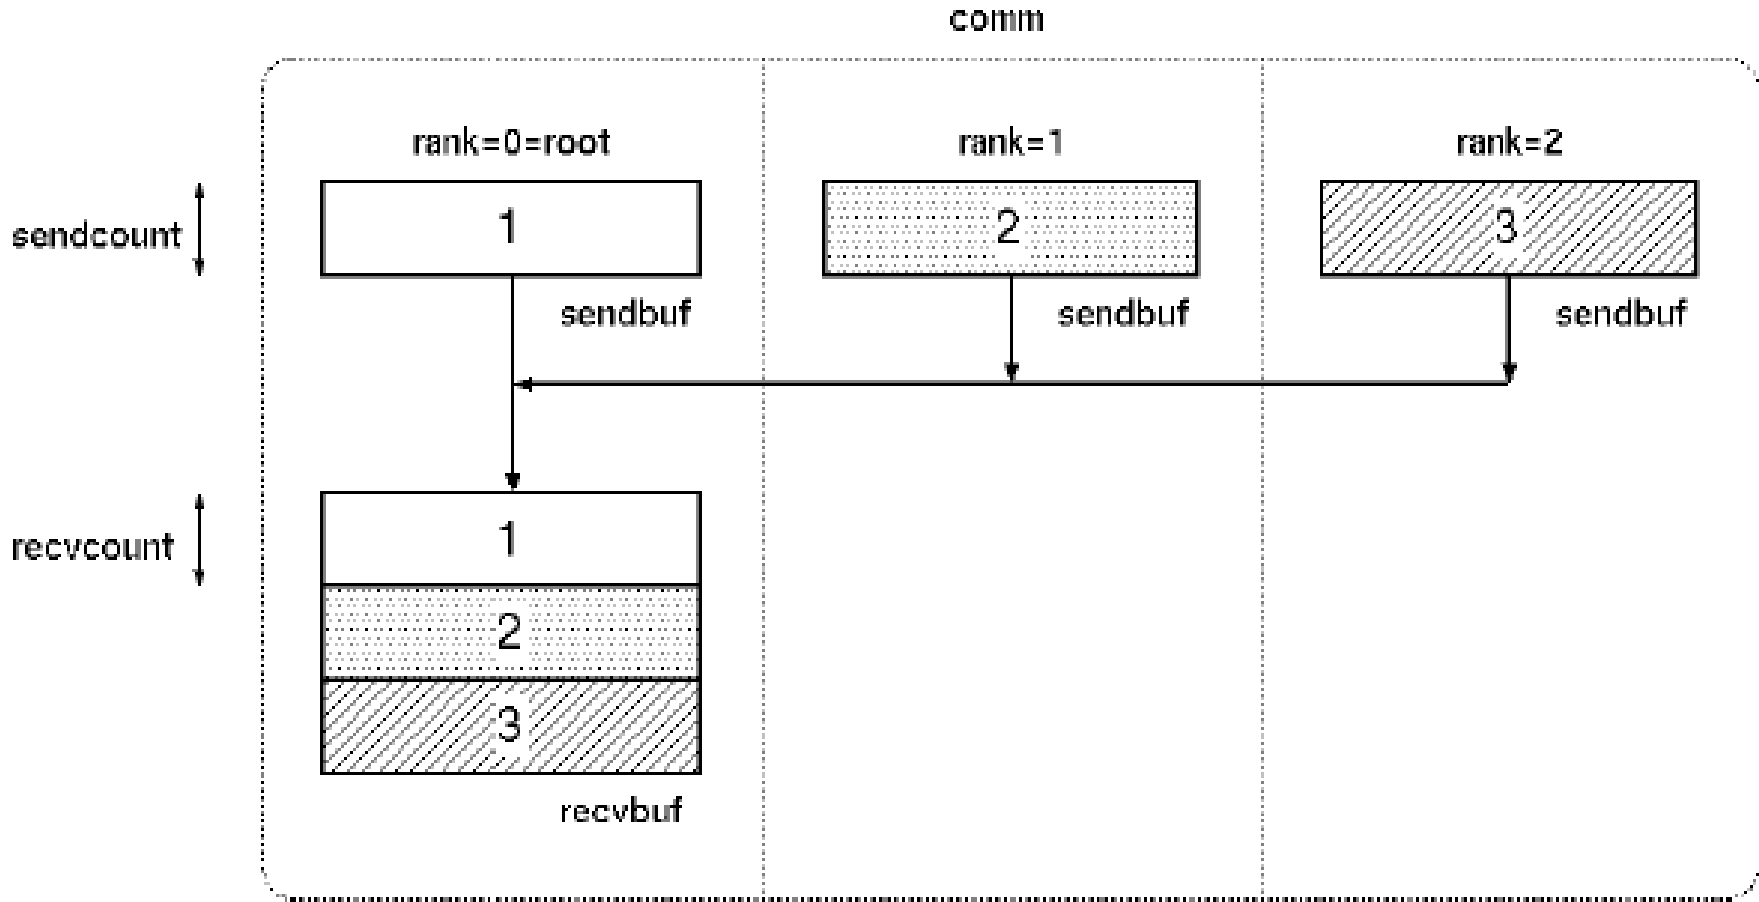 comm
rank=0=root
rank=1
rank=2
sendcount
1
2
3
sendbuf
sendbuf
sendbuf
recvcount
1
2
3
recvbuf